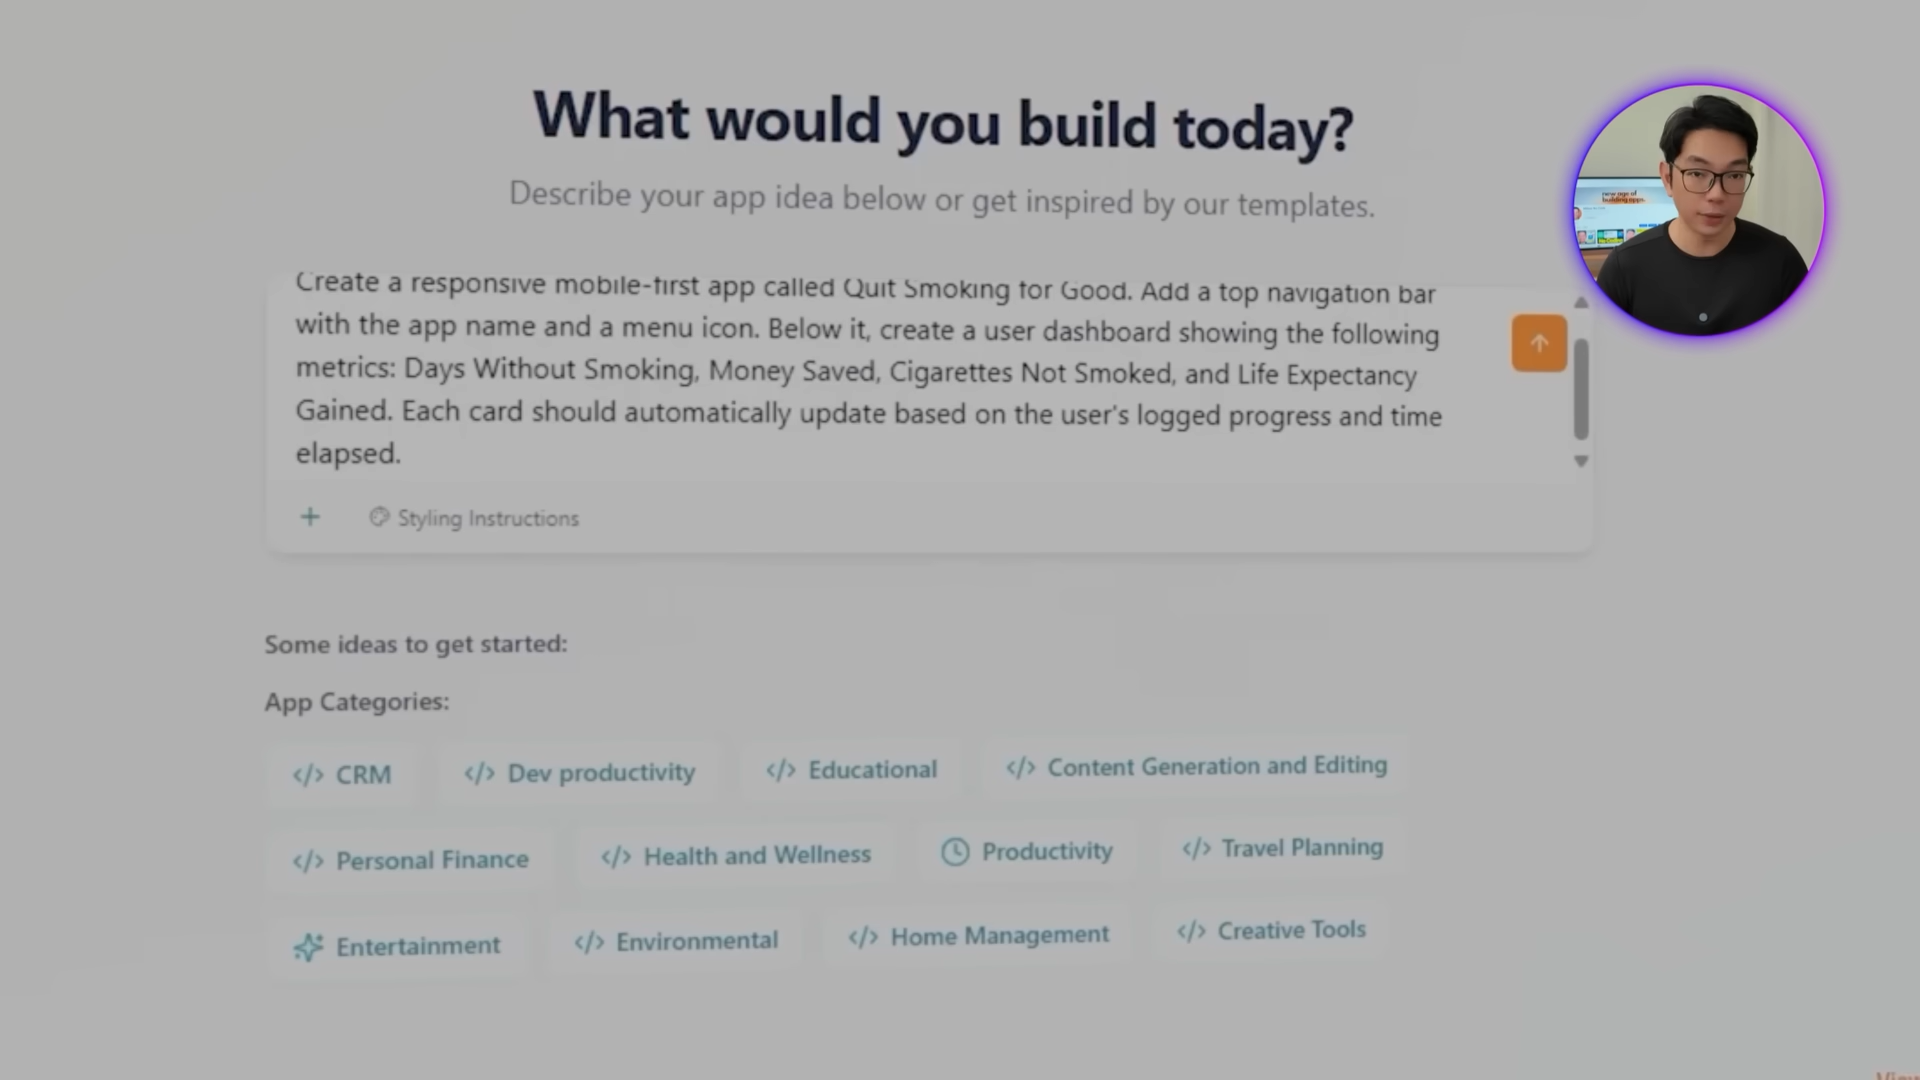 What would you build today?
Describe your app idea below or get inspired by our templates.
new age of
building apps.
Create a responsive mobile-first app called Quit Smoking for Good. Add a top navigation bar
with the app name and a menu icon. Below it, create a user dashboard showing the following
metrics: Days Without Smoking, Money Saved, Cigarettes Not Smoked, and Life Expectancy
Gained. Each card should automatically update based on the user's logged progress and time
elapsed.
Styling Instructions
Some ideas to get started:
App Categories:
</> CRM </> Dev productivity </> Educational </> Content Generation and Editing
</> Personal Finance </> Health and Wellness Productivity </> Travel Planning
Entertainment </> Environmental </> Home Management </> Creative Tools